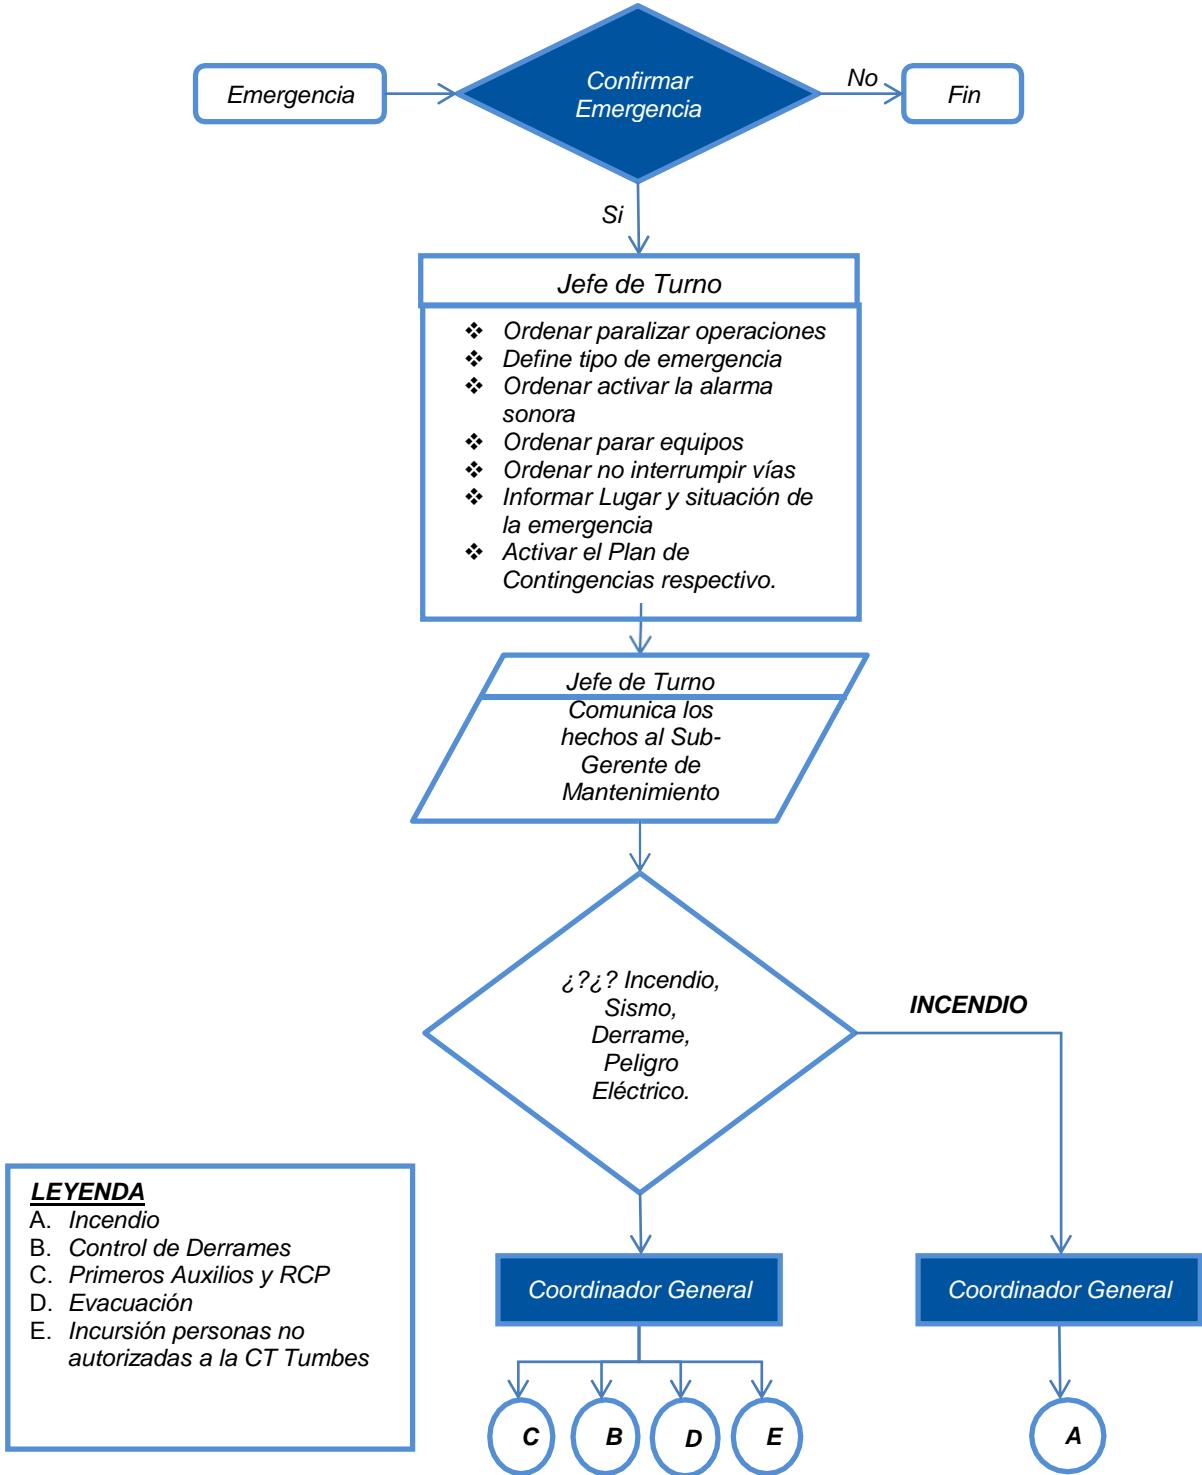 Emergencia
Confirmar
Emergencia
No
Fin
Si
Jefe de Turno
❖ Ordenar paralizar operaciones
❖ Define tipo de emergencia
❖ Ordenar activar la alarma
sonora
❖ Ordenar parar equipos
❖ Ordenar no interrumpir vías
❖ Informar Lugar y situación de
la emergencia
❖ Activar el Plan de
Contingencias respectivo.
Jefe de Turno
Comunica los
hechos al Sub-
Gerente de
Mantenimiento
¿?¿? Incendio,
Sismo,
Derrame,
Peligro
Eléctrico.
INCENDIO
LEYENDA
A. Incendio
B. Control de Derrames
C. Primeros Auxilios y RCP
D. Evacuación
E. Incursión personas no
autorizadas a la CT Tumbes
Coordinador General
Coordinador General
C
B
D
E
A